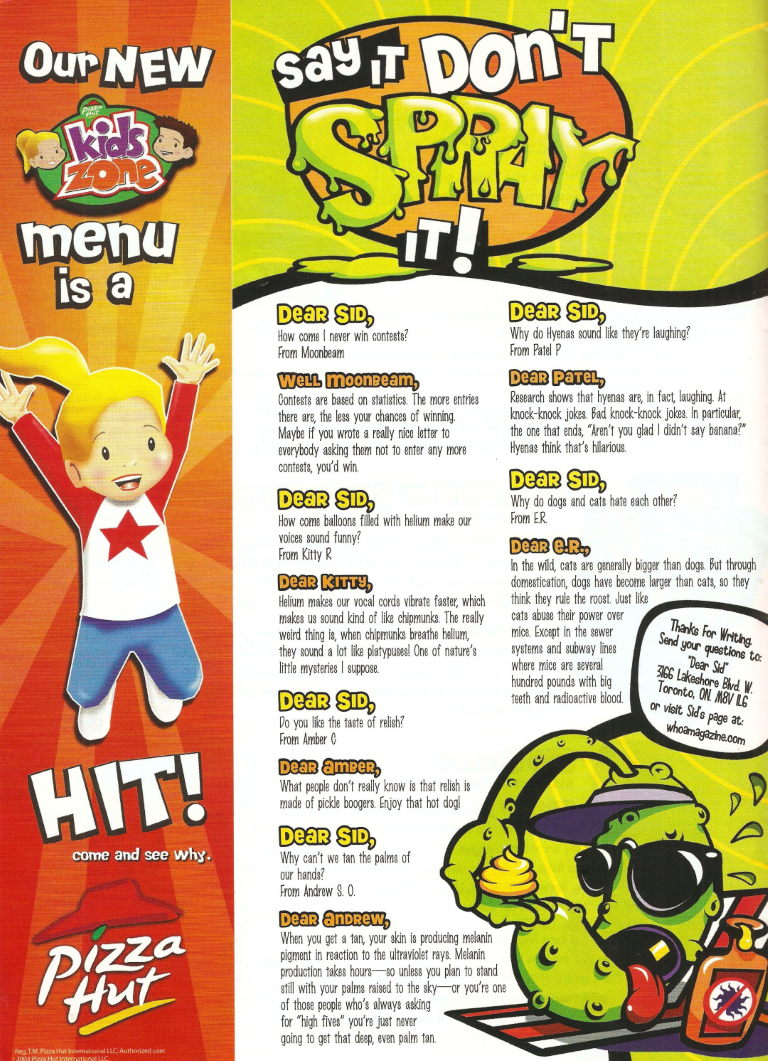 Our NEW
Pizza Hut
kids
zone
menu
is a
HIT!
come and see why.
Pizza
Hut
Reg. T.M. Pizza Hut International LLC; Authorized user.
2004 Pizza Hut International LLC.
Say IT DON'T
SPRAY
IT!
Dear Sid,
How come I never win contests?
From Moonbeam
Well Moonbeam,
Contests are based on statistics. The more entries
there are, the less your chances of winning.
Maybe if you wrote a really nice letter to
everybody asking them not to enter any more
contests, you'd win.
Dear Sid,
How come balloons filled with helium make our
voices sound funny?
From Kitty R
Dear Kitty,
Helium makes our vocal cords vibrate faster, which
makes us sound kind of like chipmunks. The really
weird thing is, when chipmunks breathe helium,
they sound a lot like platypuses! One of nature's
little mysteries I suppose.
Dear Sid,
Do you like the taste of relish?
From Amber C
Dear Amber,
What people don't really know is that relish is
made of pickle boogers. Enjoy that hot dog!
Dear Sid,
Why can't we tan the palms of
our hands?
From Andrew S. O.
Dear Andrew,
When you get a tan, your skin is producing melanin
pigment in reaction to the ultraviolet rays. Melanin
production takes hours—so unless you plan to stand
still with your palms raised to the sky—or you're one
of those people who's always asking
for "high fives" you're just never
going to get that deep, even palm tan.
Dear Sid,
Why do Hyenas sound like they're laughing?
From Patel P
Dear Patel,
Research shows that hyenas are, in fact, laughing. At
knock-knock jokes. Bad knock-knock jokes. In particular,
the one that ends, "Aren't you glad I didn't say banana?"
Hyenas think that's hilarious.
Dear Sid,
Why do dogs and cats hate each other?
From E.R.
Dear E.R.,
In the wild, cats are generally bigger than dogs. But through
domestication, dogs have become larger than cats, so they
think they rule the roost. Just like
cats abuse their power over
mice. Except in the sewer
systems and subway lines
where mice are several
hundred pounds with big
teeth and radioactive blood.
Thanks For Writing.
Send your questions to:
"Dear Sid"
3166 Lakeshore Blvd. W.
Toronto, ON. M8V 1L6
or visit Sid's page at:
whoamagazine.com